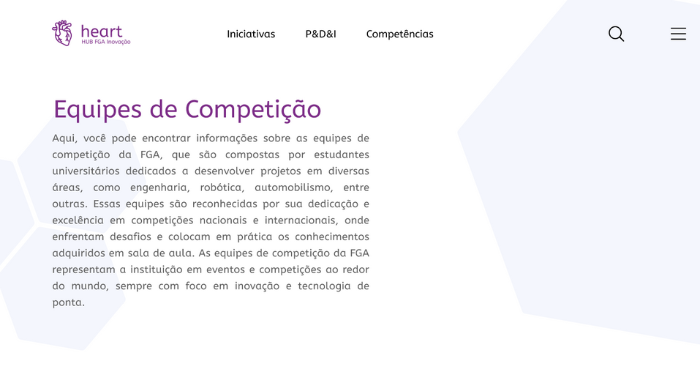 heart
HUB FGA Inovação
Iniciativas
P&D&I
Competências
Equipes de Competição
Aqui, você pode encontrar informações sobre as equipes de
competição da FGA, que são compostas por estudantes
universitários dedicados a desenvolver projetos em diversas
áreas, como engenharia, robótica, automobilismo, entre
outras. Essas equipes são reconhecidas por sua dedicação e
excelência em competições nacionais e internacionais, onde
enfrentam desafios e colocam em prática os conhecimentos
adquiridos em sala de aula. As equipes de competição da FGA
representam a instituição em eventos e competições ao redor
do mundo, sempre com foco em inovação e tecnologia de
ponta.